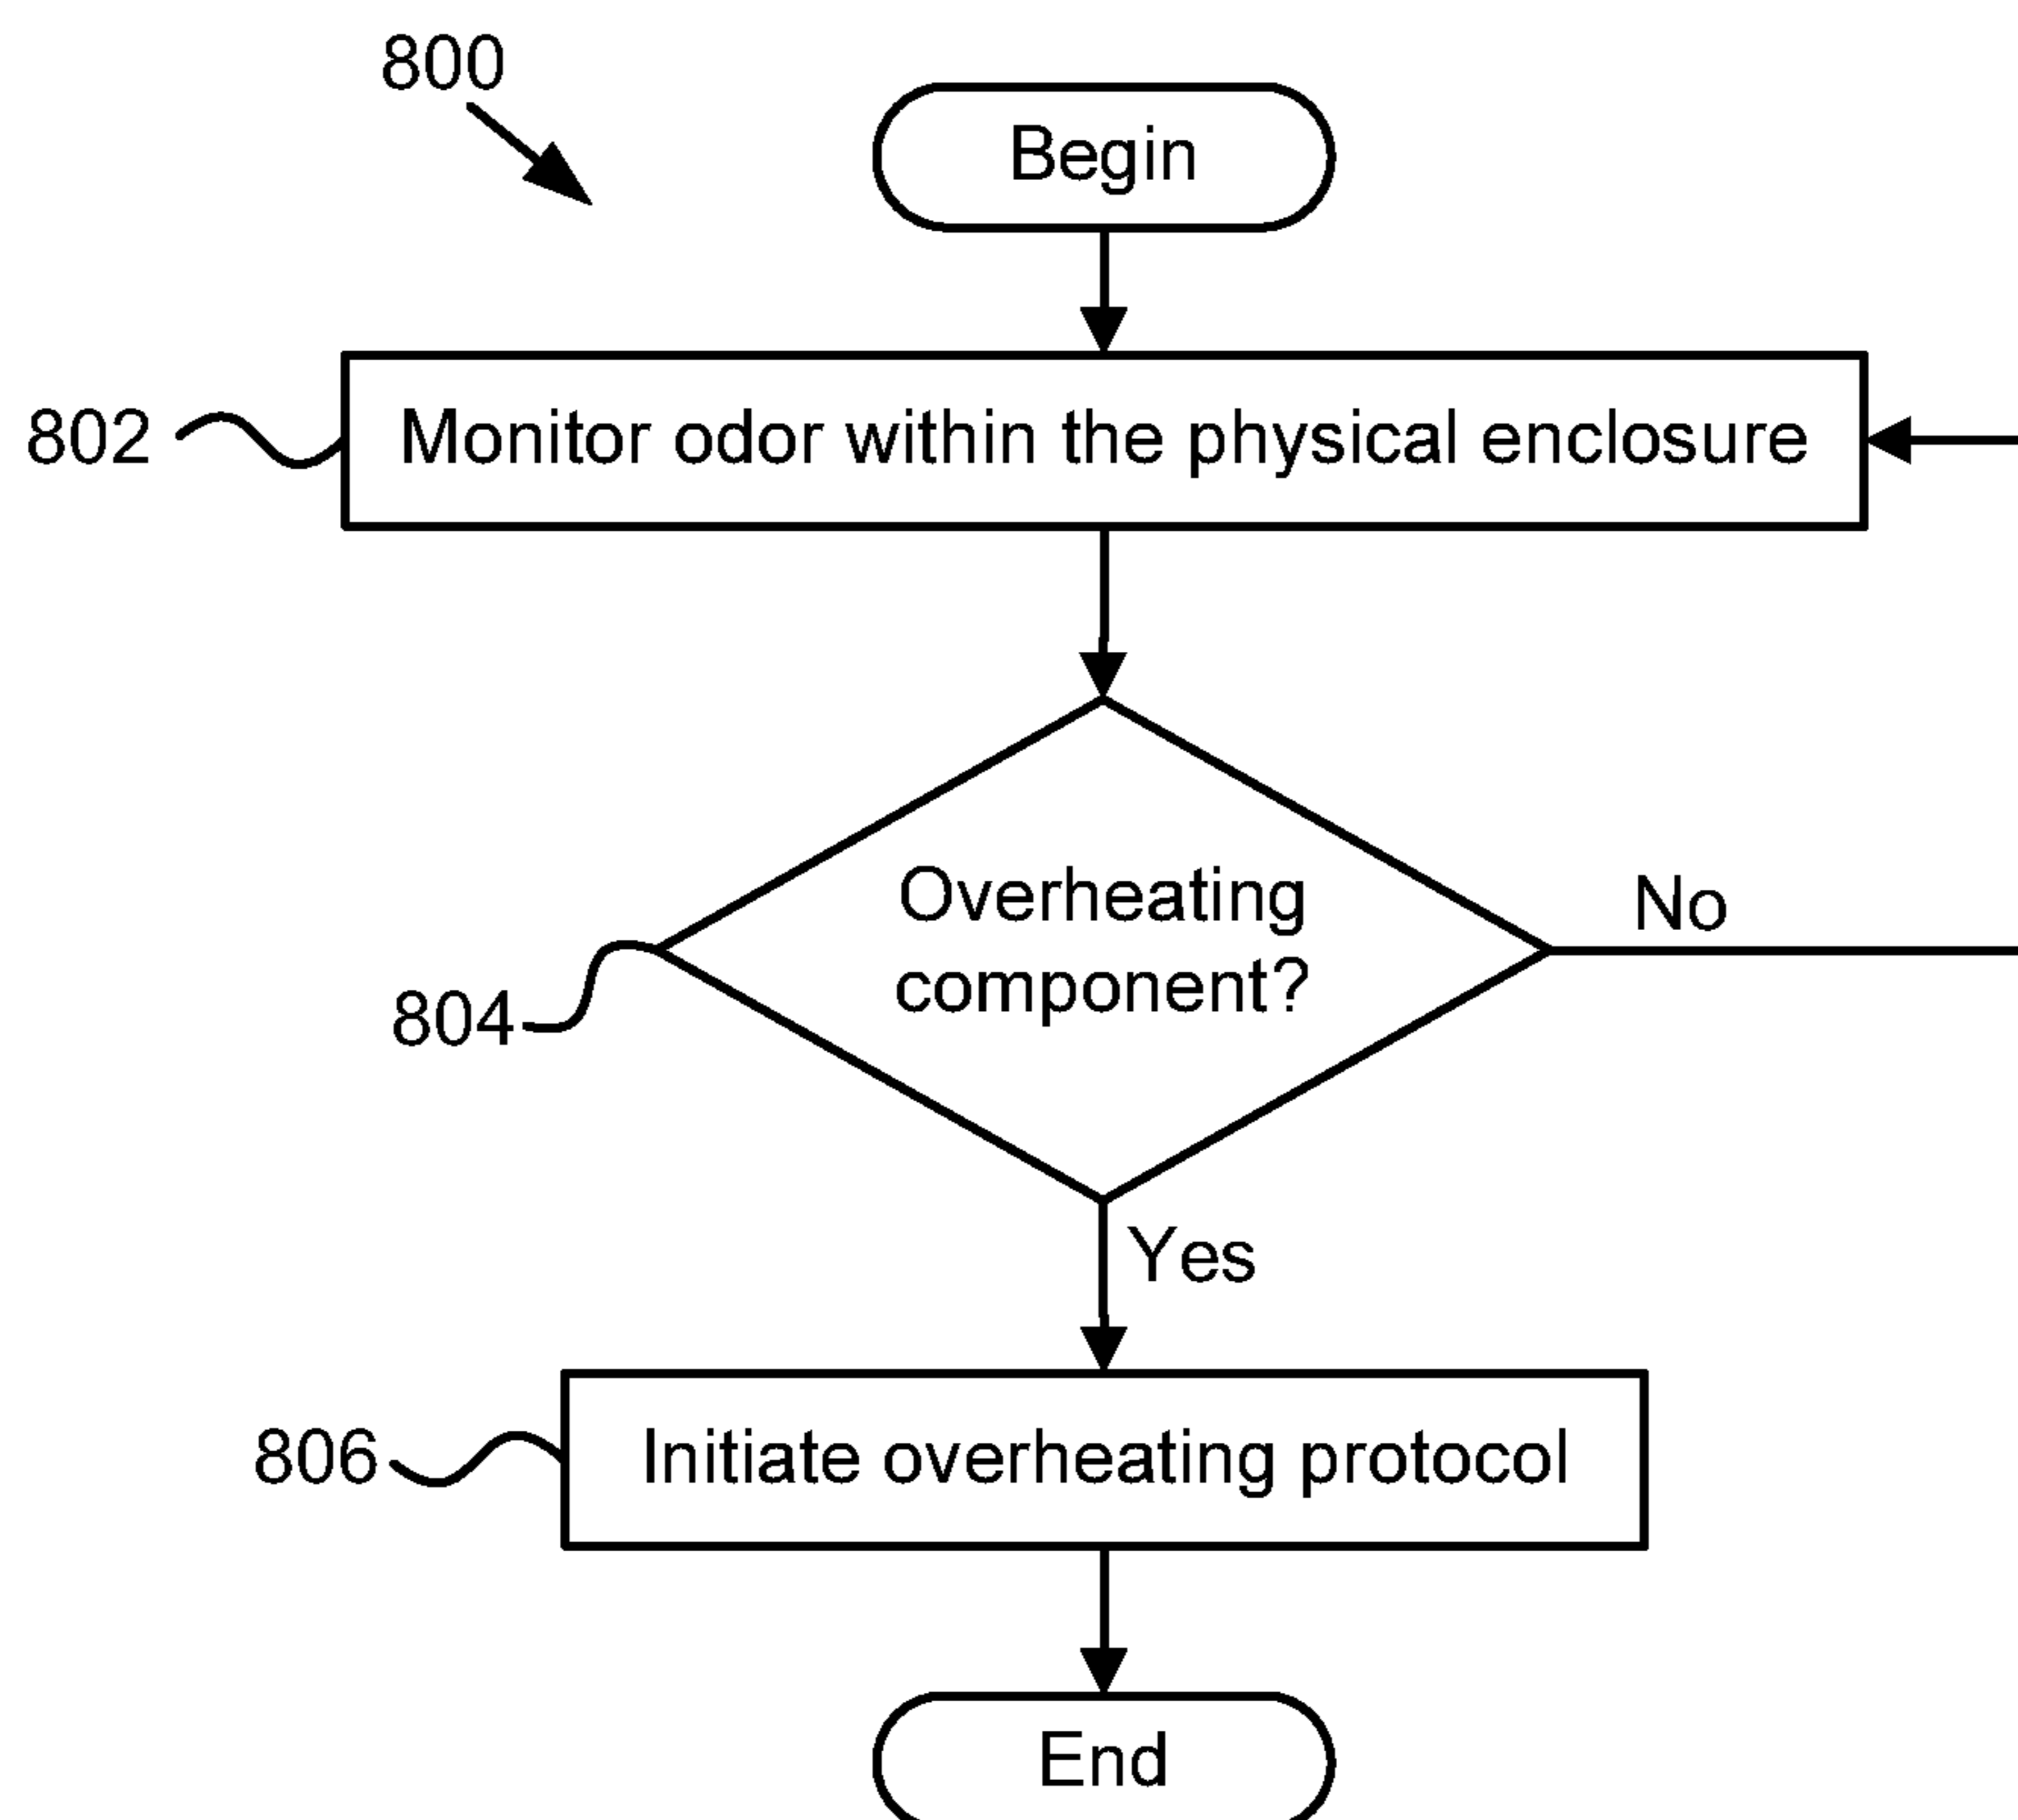 800
Begin
802
Monitor odor within the physical enclosure
Overheating
component?
No
804
Yes
806
Initiate overheating protocol
End